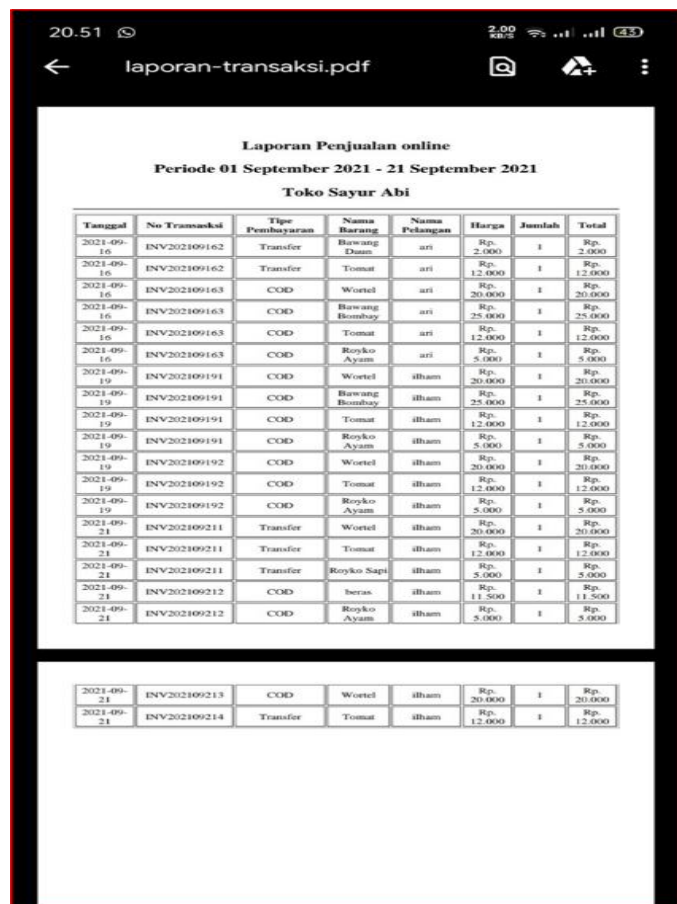 20.51
2.00 KB/S 43
laporan-transaksi.pdf
Laporan Penjualan online
Periode 01 September 2021 - 21 September 2021
Toko Sayur Abi
Tanggal No Transasksi Tipe Pembayaran Nama Barang Nama Pelangan Harga Jumlah Total
2021-09-16 INV202109162 Transfer Bawang Daun ari Rp. 2.000 1 Rp. 2.000
2021-09-16 INV202109162 Transfer Tomat ari Rp. 12.000 1 Rp. 12.000
2021-09-16 INV202109163 COD Wortel ari Rp. 20.000 1 Rp. 20.000
2021-09-16 INV202109163 COD Bawang Bombay ari Rp. 25.000 1 Rp. 25.000
2021-09-16 INV202109163 COD Tomat ari Rp. 12.000 1 Rp. 12.000
2021-09-16 INV202109163 COD Royko Ayam ari Rp. 5.000 1 Rp. 5.000
2021-09-19 INV202109191 COD Wortel ilham Rp. 20.000 1 Rp. 20.000
2021-09-19 INV202109191 COD Bawang Bombay ilham Rp. 25.000 1 Rp. 25.000
2021-09-19 INV202109191 COD Tomat ilham Rp. 12.000 1 Rp. 12.000
2021-09-19 INV202109191 COD Royko Ayam ilham Rp. 5.000 1 Rp. 5.000
2021-09-19 INV202109192 COD Wortel ilham Rp. 20.000 1 Rp. 20.000
2021-09-19 INV202109192 COD Tomat ilham Rp. 12.000 1 Rp. 12.000
2021-09-19 INV202109192 COD Royko Ayam ilham Rp. 5.000 1 Rp. 5.000
2021-09-21 INV202109211 Transfer Wortel ilham Rp. 20.000 1 Rp. 20.000
2021-09-21 INV202109211 Transfer Tomat ilham Rp. 12.000 1 Rp. 12.000
2021-09-21 INV202109211 Transfer Royko Sapi ilham Rp. 5.000 1 Rp. 5.000
2021-09-21 INV202109212 COD beras ilham Rp. 11.500 1 Rp. 11.500
2021-09-21 INV202109212 COD Royko Ayam ilham Rp. 5.000 1 Rp. 5.000
2021-09-21 INV202109213 COD Wortel ilham Rp. 20.000 1 Rp. 20.000
2021-09-21 INV202109214 Transfer Tomat ilham Rp. 12.000 1 Rp. 12.000